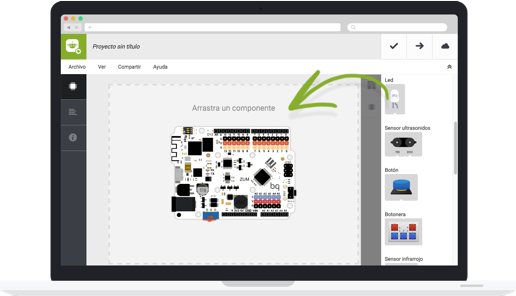 Proyecto sin título
Archivo Ver Compartir Ayuda
Arrastra un componente
Led
Sensor ultrasonidos
Botón
Botonera
Sensor infrarrojo
ZUM
bq